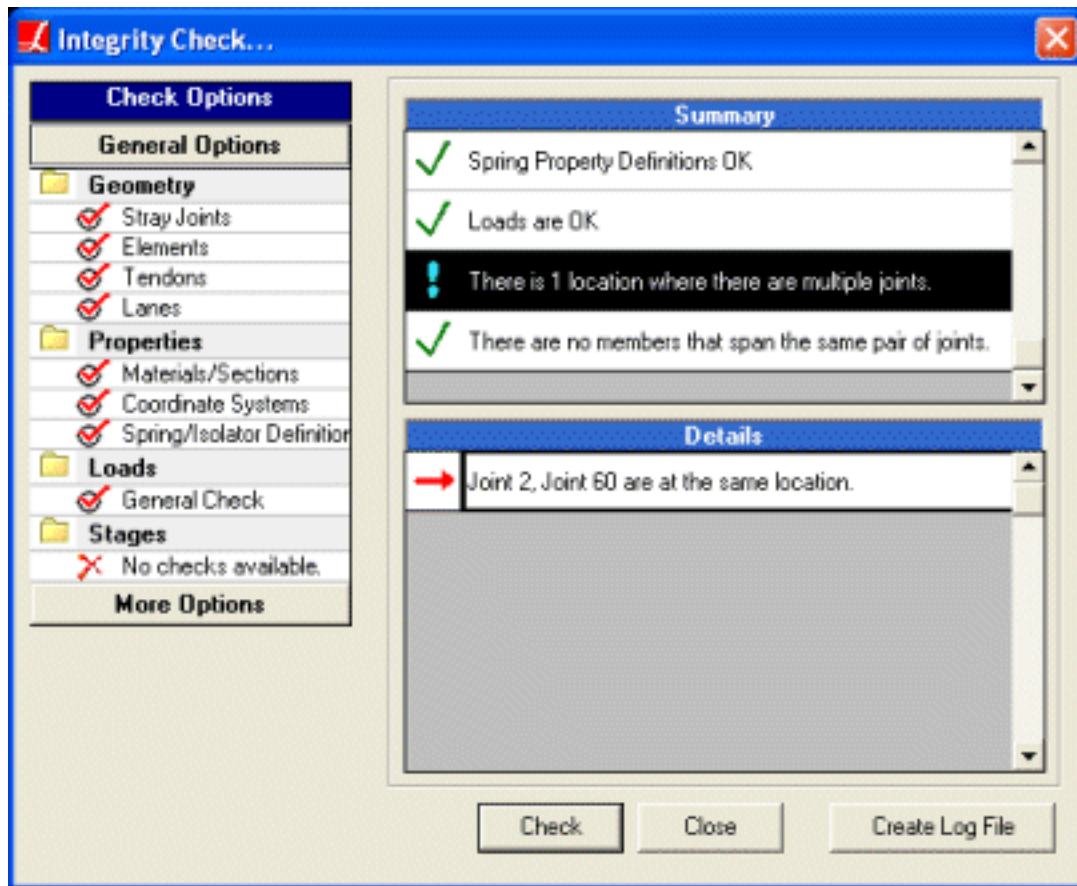 Integrity Check...
Check Options
General Options
Geometry
Stray Joints
Elements
Tendons
Lanes
Properties
Materials/Sections
Coordinate Systems
Spring/Isolator Definition
Loads
General Check
Stages
No checks available.
More Options
Summary
Spring Property Definitions OK
Loads are OK
There is 1 location where there are multiple joints.
There are no members that span the same pair of joints.
Details
Joint 2, Joint 60 are at the same location.
Check
Close
Create Log File